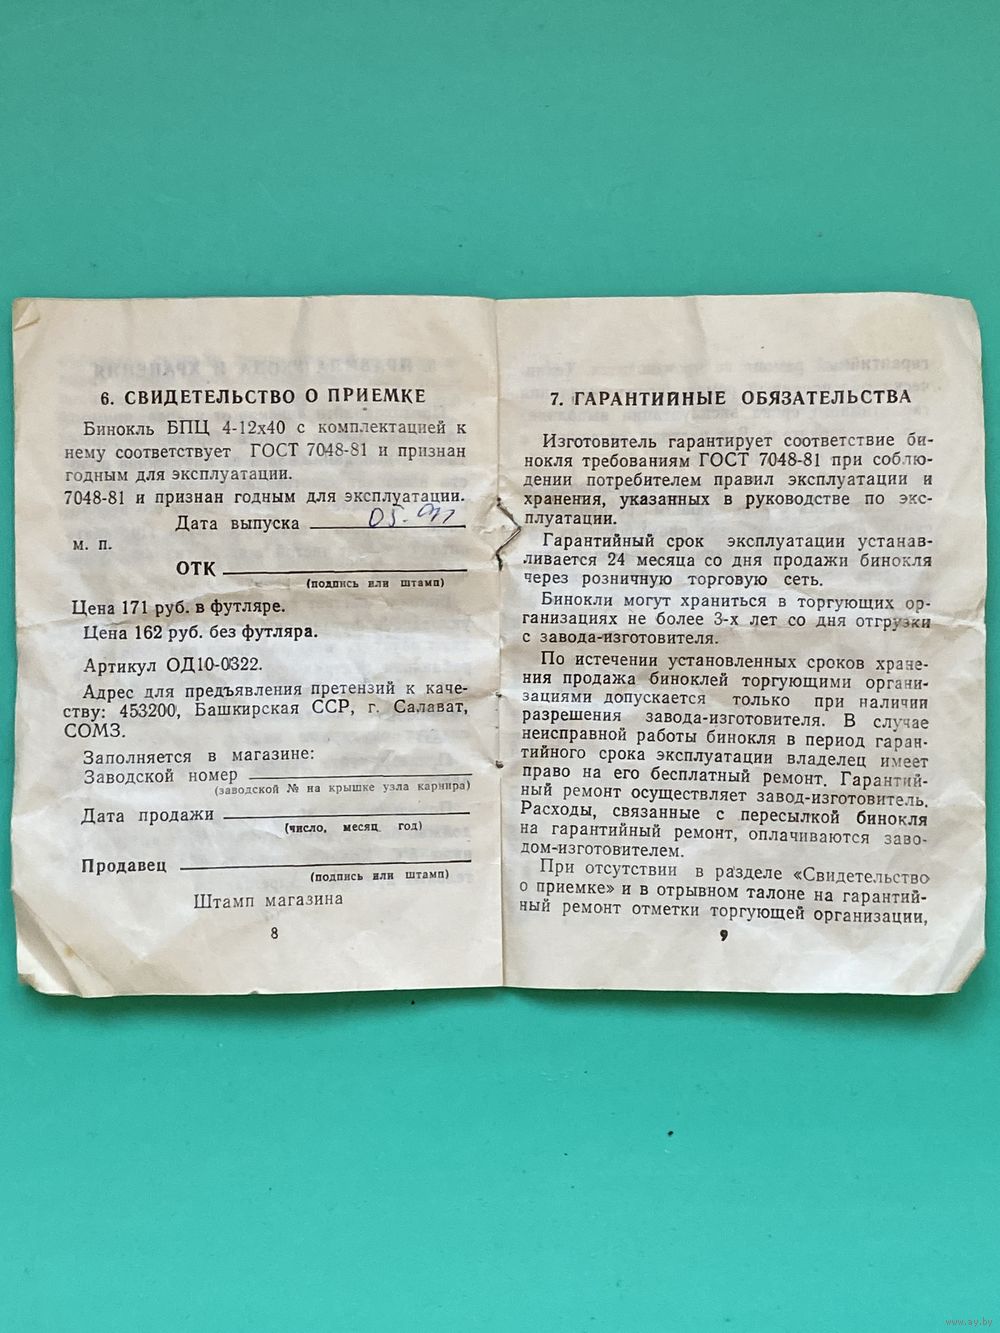 6. СВИДЕТЕЛЬСТВО О ПРИЕМКЕ
Бинокль БПЦ 4-12х40 с комплектацией к
нему соответствует ГОСТ 7048-81 и признан
годным для эксплуатации.
7048-81 и признан годным для эксплуатации.
Дата выпуска 05-91
м. п.
ОТК
(подпись или штамп)
Цена 171 руб. в футляре.
Цена 162 руб. без футляра.
Артикул ОД10-0322.
Адрес для предъявления претензий к каче-
ству: 453200, Башкирская ССР, г. Салават,
СОМЗ.
Заполняется в магазине:
Заводской номер
(заводской № на крышке узла карнира)
Дата продажи
(число, месяц год)
Продавец
(подпись или штамп)
Штамп магазина
8
7. ГАРАНТИЙНЫЕ ОБЯЗАТЕЛЬСТВА
Изготовитель гарантирует соответствие би-
нокля требованиям ГОСТ 7048-81 при соблю-
дении потребителем правил эксплуатации и
хранения, указанных в руководстве по экс-
плуатации.
Гарантийный срок эксплуатации устанав-
ливается 24 месяца со дня продажи бинокля
через розничную торговую сеть.
Бинокли могут храниться в торгующих ор-
ганизациях не более 3-х лет со дня отгрузки
с завода-изготовителя.
По истечении установленных сроков хране-
ния продажа биноклей торгующими органи-
зациями допускается только при наличии
разрешения завода-изготовителя. В случае
неисправной работы бинокля в период гаран-
тийного срока эксплуатации владелец имеет
право на его бесплатный ремонт. Гарантий-
ный ремонт осуществляет завод-изготовитель.
Расходы, связанные с пересылкой бинокля
на гарантийный ремонт, оплачиваются заво-
дом-изготовителем.
При отсутствии в разделе «Свидетельство
о приемке» и в отрывном талоне на гарантий-
ный ремонт отметки торгующей организации,
9
www.ay.by